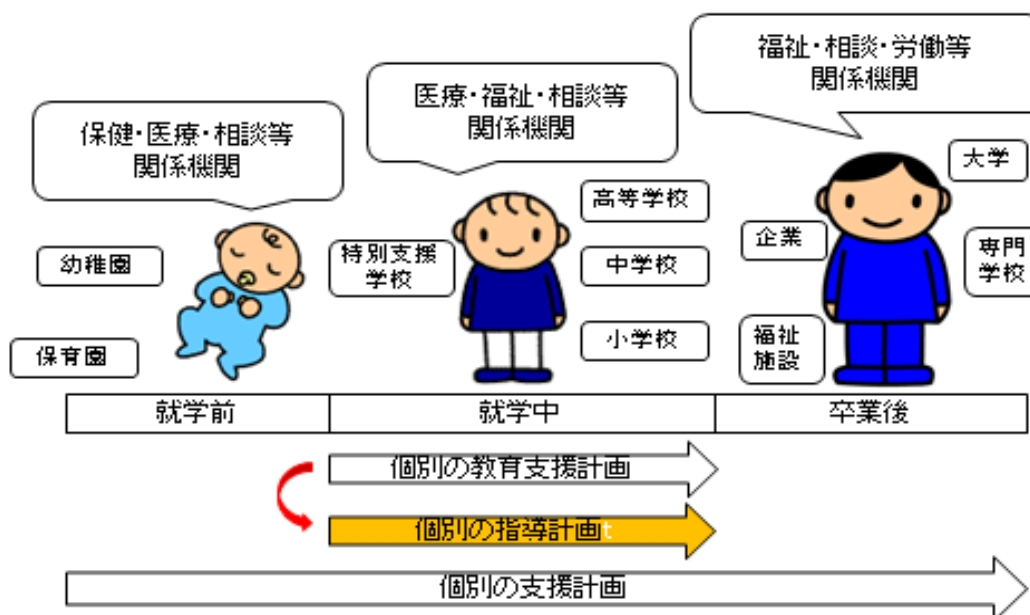 福祉・相談・労働等
関係機関
医療・福祉・相談等
関係機関
保健・医療・相談等
関係機関
大学
高等学校
企業
専門
学校
特別支援
学校
中学校
幼稚園
小学校
福祉
施設
保育園
就学前
就学中
卒業後
個別の教育支援計画
個別の指導計画t
個別の支援計画